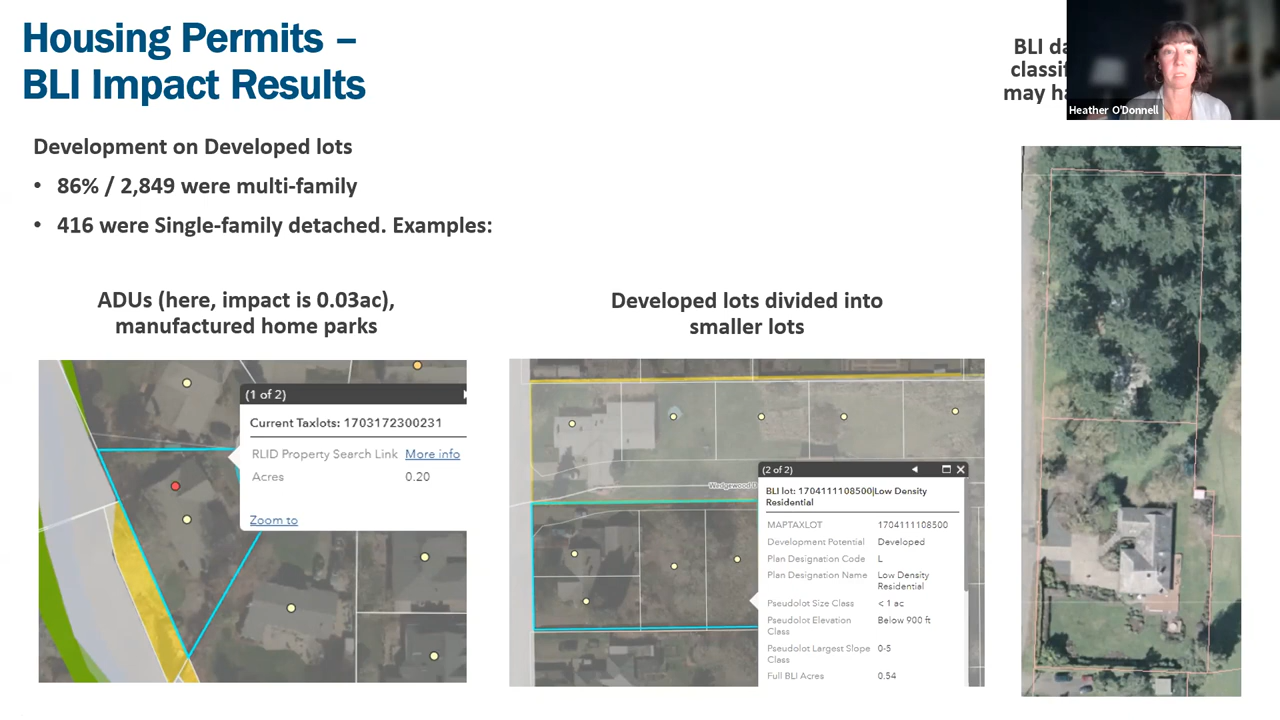 Housing Permits –
BLI Impact Results
BLI
classif
may ha
Heather O'Donnell
Development on Developed lots
• 86% / 2,849 were multi-family
• 416 were Single-family detached. Examples:
ADUs (here, impact is 0.03ac),
manufactured home parks
Developed lots divided into
smaller lots
(1 of 2)
Current Taxlots: 1703172300231
RLID Property Search Link More info
Acres 0.20
Zoom to
(2 of 2)
BLI lot: 1704111108500|Low Density
Residential
MAPTAXLOT 1704111108500
Development Potential Developed
Plan Designation Code L
Plan Designation Name Low Density
Residential
Pseudolot Size Class < 1 ac
Pseudolot Elevation Below 900 ft
Class
Pseudolot Largest Slope 0-5
Class
Full BLI Acres 0.54